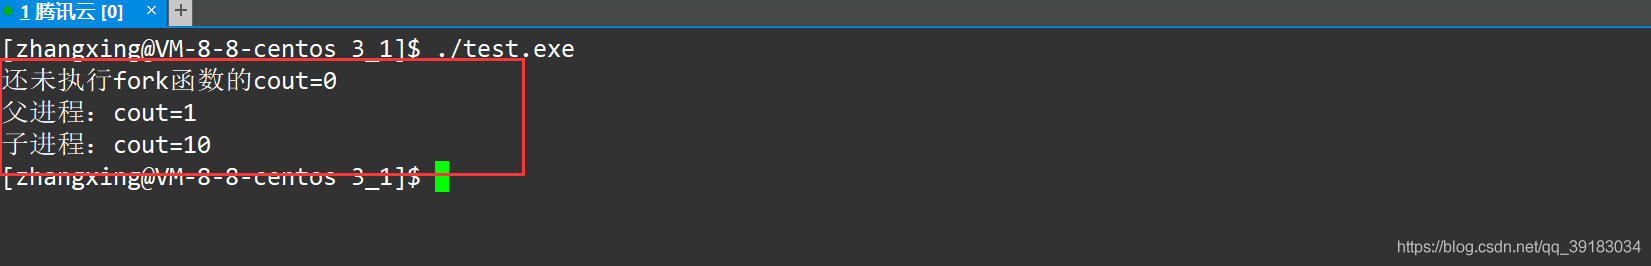 1 腾讯云 [0] × +
[zhangxing@VM-8-8-centos 3_1]$ ./test.exe
还未执行fork函数的cout=0
父进程：cout=1
子进程：cout=10
[zhangxing@VM-8-8-centos 3_1]$
https://blog.csdn.net/qq_39183034